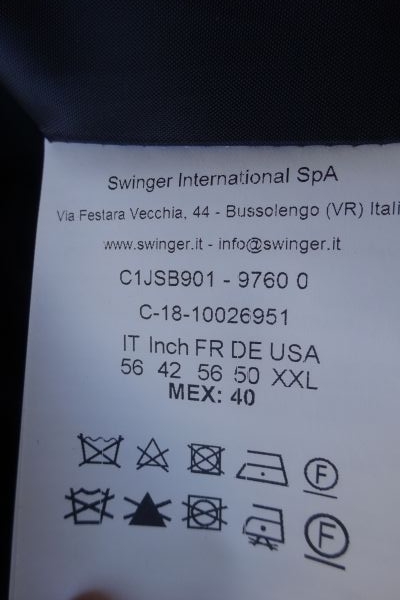 Swinger International SpA
Via Festara Vecchia, 44 - Bussolengo (VR) Itali
www.swinger.it - info@swinger.it
C1JSB901 - 9760 0
C-18-10026951
IT Inch FR DE USA
56 42 56 50 XXL
MEX: 40
F
F